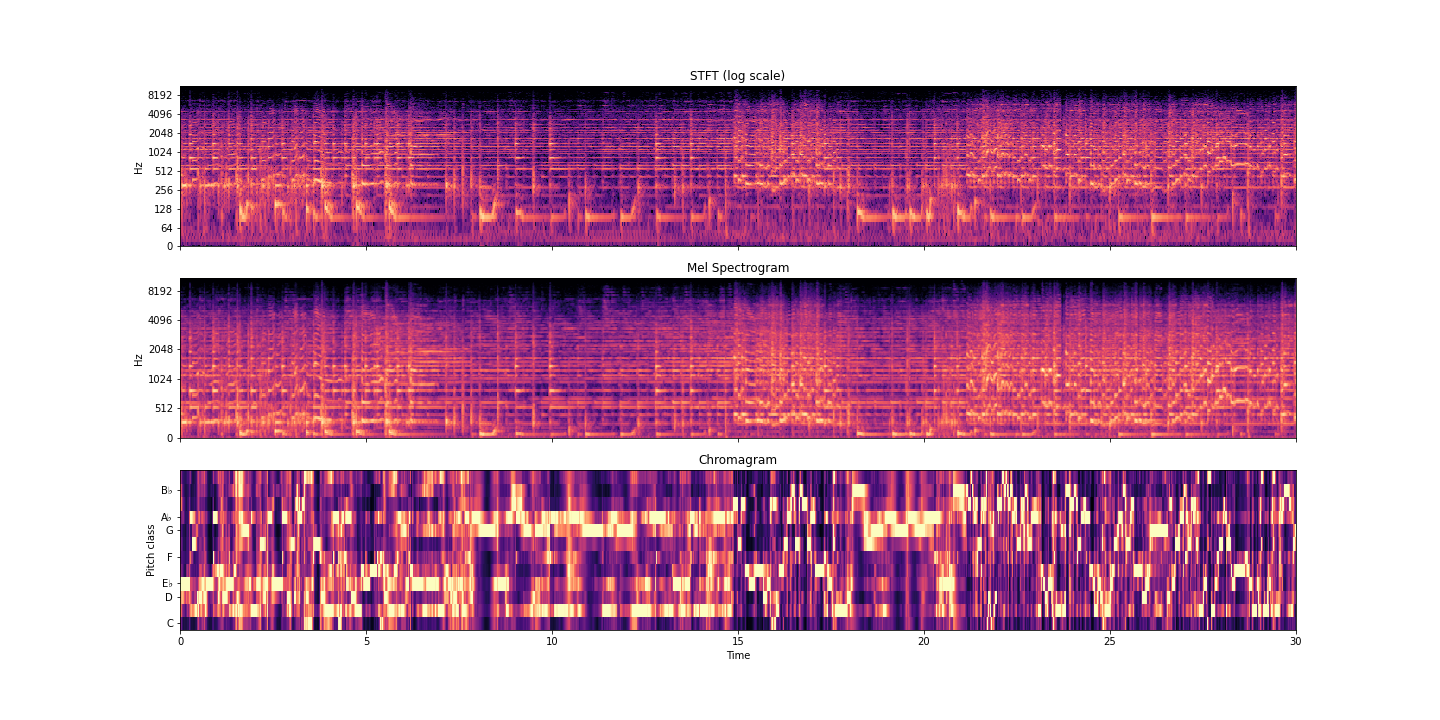 STFT (log scale)
8192
4096
2048
1024
512
256
128
64
0
Hz
Mel Spectrogram
8192
4096
2048
1024
512
0
Hz
Chromagram
B♭
A♭
G
F
E♭
D
C
Pitch class
0 5 10 15 20 25 30
Time